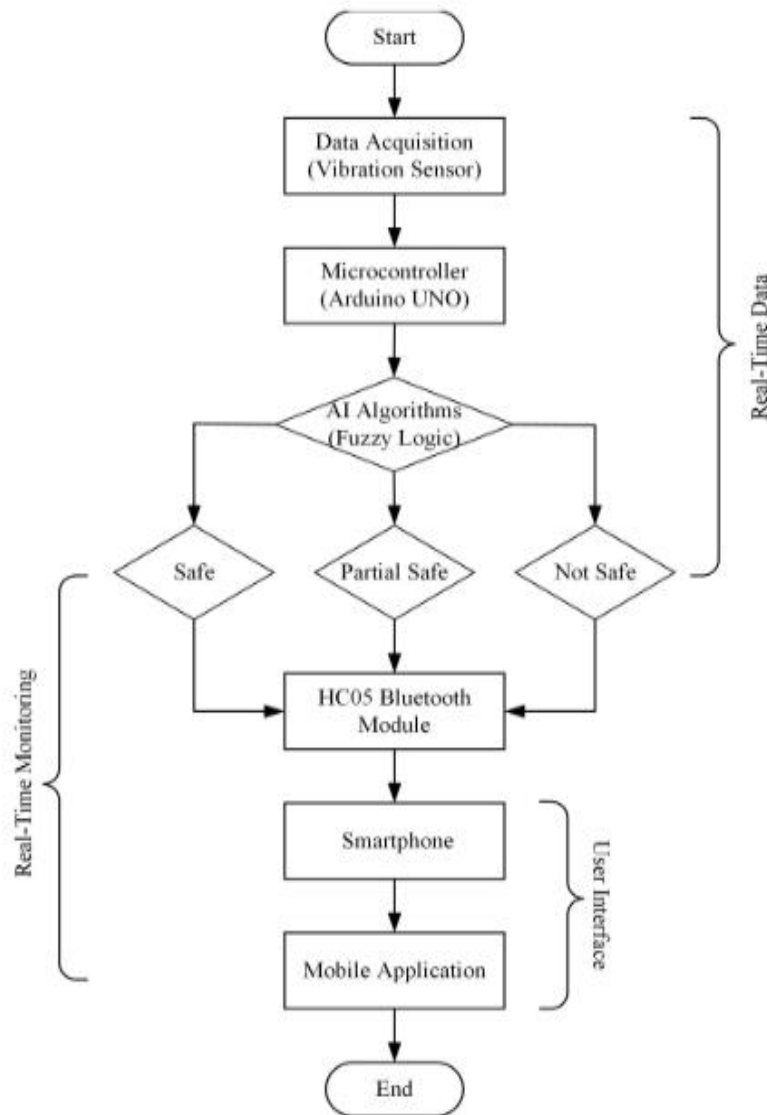 Start
Data Acquisition
(Vibration Sensor)
Microcontroller
(Arduino UNO)
Real-Time Data
AI Algorithms
(Fuzzy Logic)
Safe
Partial Safe
Not Safe
HC05 Bluetooth
Module
Real-Time Monitoring
Smartphone
User Interface
Mobile Application
End